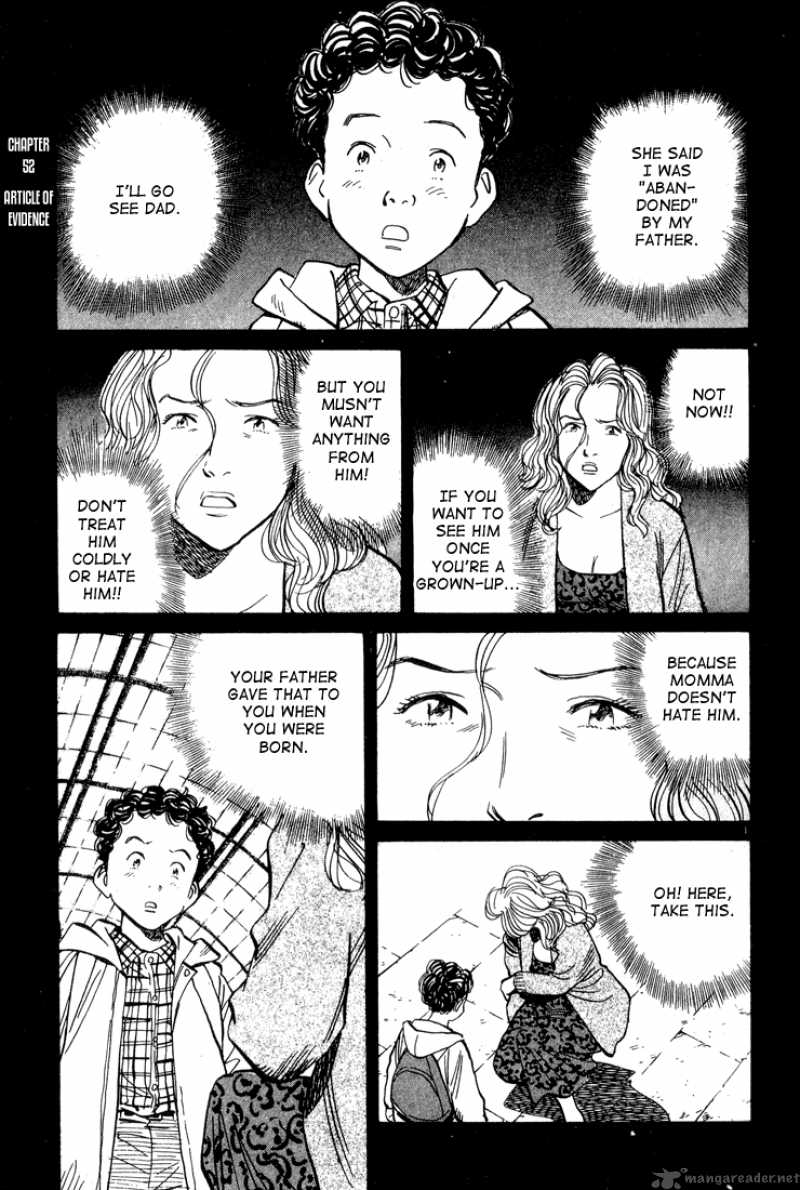 CHAPTER
52
ARTICLE OF
EVIDENCE
SHE SAID
I WAS
"ABAN-
DONED"
BY MY
FATHER.
I'LL GO
SEE DAD.
NOT
NOW!!
IF YOU
WANT TO
SEE HIM
ONCE
YOU'RE A
GROWN-UP...
BUT YOU
MUSN'T
WANT
ANYTHING
FROM
HIM!
DON'T
TREAT
HIM
COLDLY
OR HATE
HIM!!
BECAUSE
MOMMA
DOESN'T
HATE HIM.
1
OH! HERE,
TAKE THIS.
YOUR FATHER
GAVE THAT TO
YOU WHEN
YOU WERE
BORN.
mangareader.net